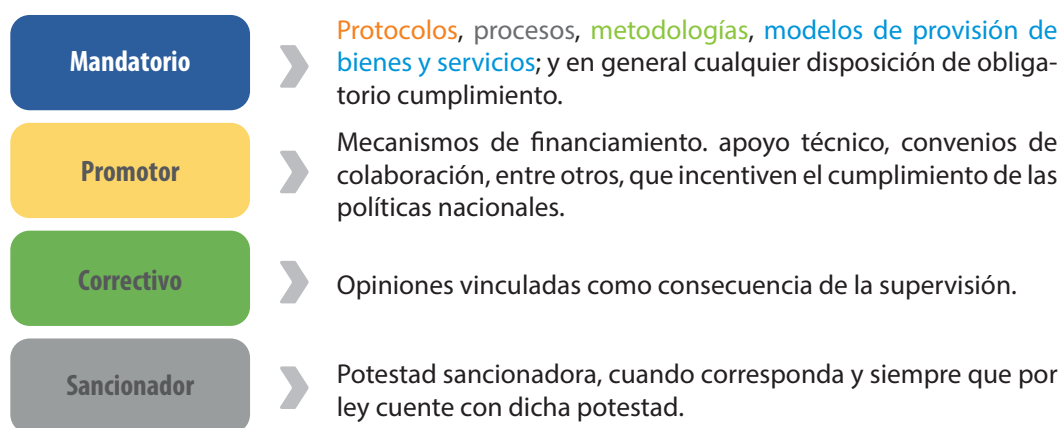 Mandatorio
Protocolos, procesos, metodologías, modelos de provisión de
bienes y servicios; y en general cualquier disposición de obliga-
torio cumplimiento.
Promotor
Mecanismos de financiamiento. apoyo técnico, convenios de
colaboración, entre otros, que incentiven el cumplimiento de las
políticas nacionales.
Correctivo
Opiniones vinculadas como consecuencia de la supervisión.
Sancionador
Potestad sancionadora, cuando corresponda y siempre que por
ley cuente con dicha potestad.